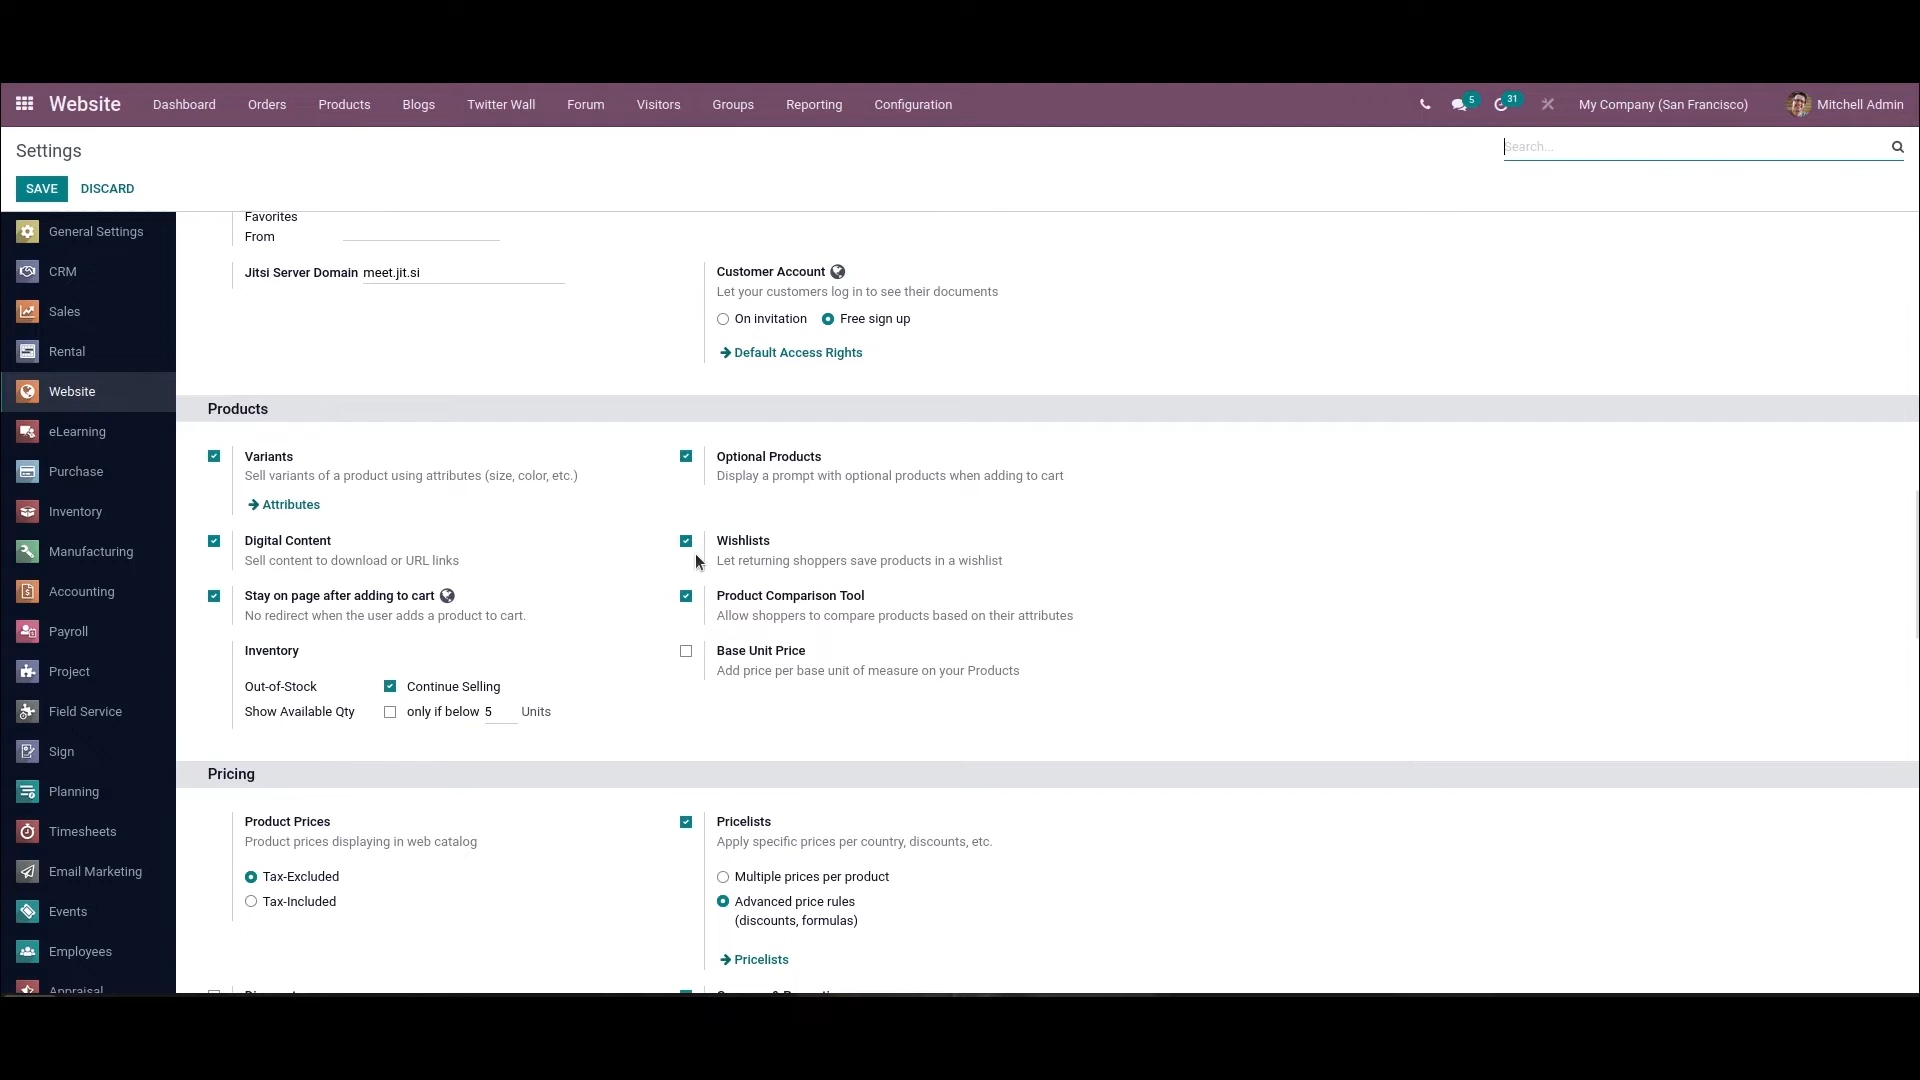 Website
Dashboard
Orders
Products
Blogs
Twitter Wall
Forum
Visitors
Groups
Reporting
Configuration
5
31
My Company (San Francisco)
Mitchell Admin
Settings
Search...
SAVE
DISCARD
General Settings
CRM
Sales
Rental
Website
eLearning
Purchase
Inventory
Manufacturing
Accounting
Payroll
Project
Field Service
Sign
Planning
Timesheets
Email Marketing
Events
Employees
Appraisal
Favorites
From
Jitsi Server Domain meet.jit.si
Customer Account
Let your customers log in to see their documents
On invitation
Free sign up
Default Access Rights
Products
Variants
Sell variants of a product using attributes (size, color, etc.)
Attributes
Optional Products
Display a prompt with optional products when adding to cart
Digital Content
Sell content to download or URL links
Wishlists
Let returning shoppers save products in a wishlist
Stay on page after adding to cart
No redirect when the user adds a product to cart.
Product Comparison Tool
Allow shoppers to compare products based on their attributes
Inventory
Out-of-Stock
Continue Selling
Show Available Qty
only if below 5 Units
Base Unit Price
Add price per base unit of measure on your Products
Pricing
Product Prices
Product prices displaying in web catalog
Tax-Excluded
Tax-Included
Pricelists
Apply specific prices per country, discounts, etc.
Multiple prices per product
Advanced price rules
(discounts, formulas)
Pricelists